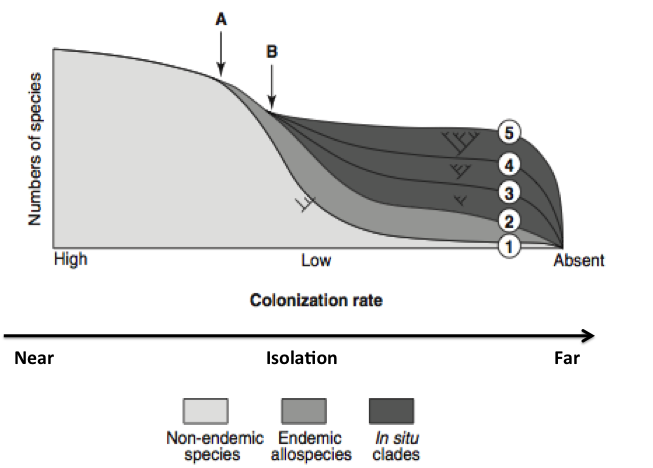 A
B
Numbers of species
5
4
3
2
1
High Low Absent
Colonization rate
Near Isolation Far
Non-endemic species
Endemic allospecies
In situ clades